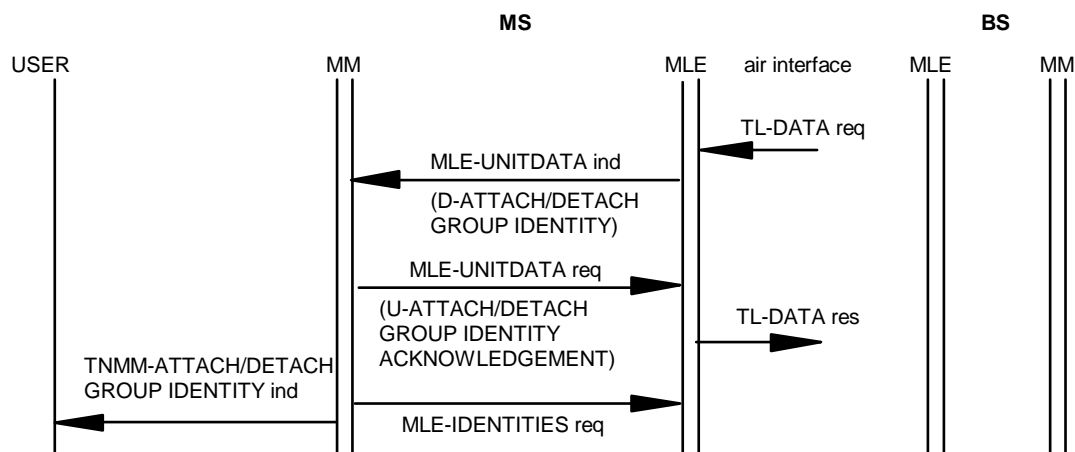 MS BS
USER MM MLE air interface MLE MM
TL-DATA req
MLE-UNITDATA ind
(D-ATTACH/DETACH
GROUP IDENTITY)
MLE-UNITDATA req
(U-ATTACH/DETACH
GROUP IDENTITY
ACKNOWLEDGEMENT)
TL-DATA res
TNMM-ATTACH/DETACH
GROUP IDENTITY ind
MLE-IDENTITIES req